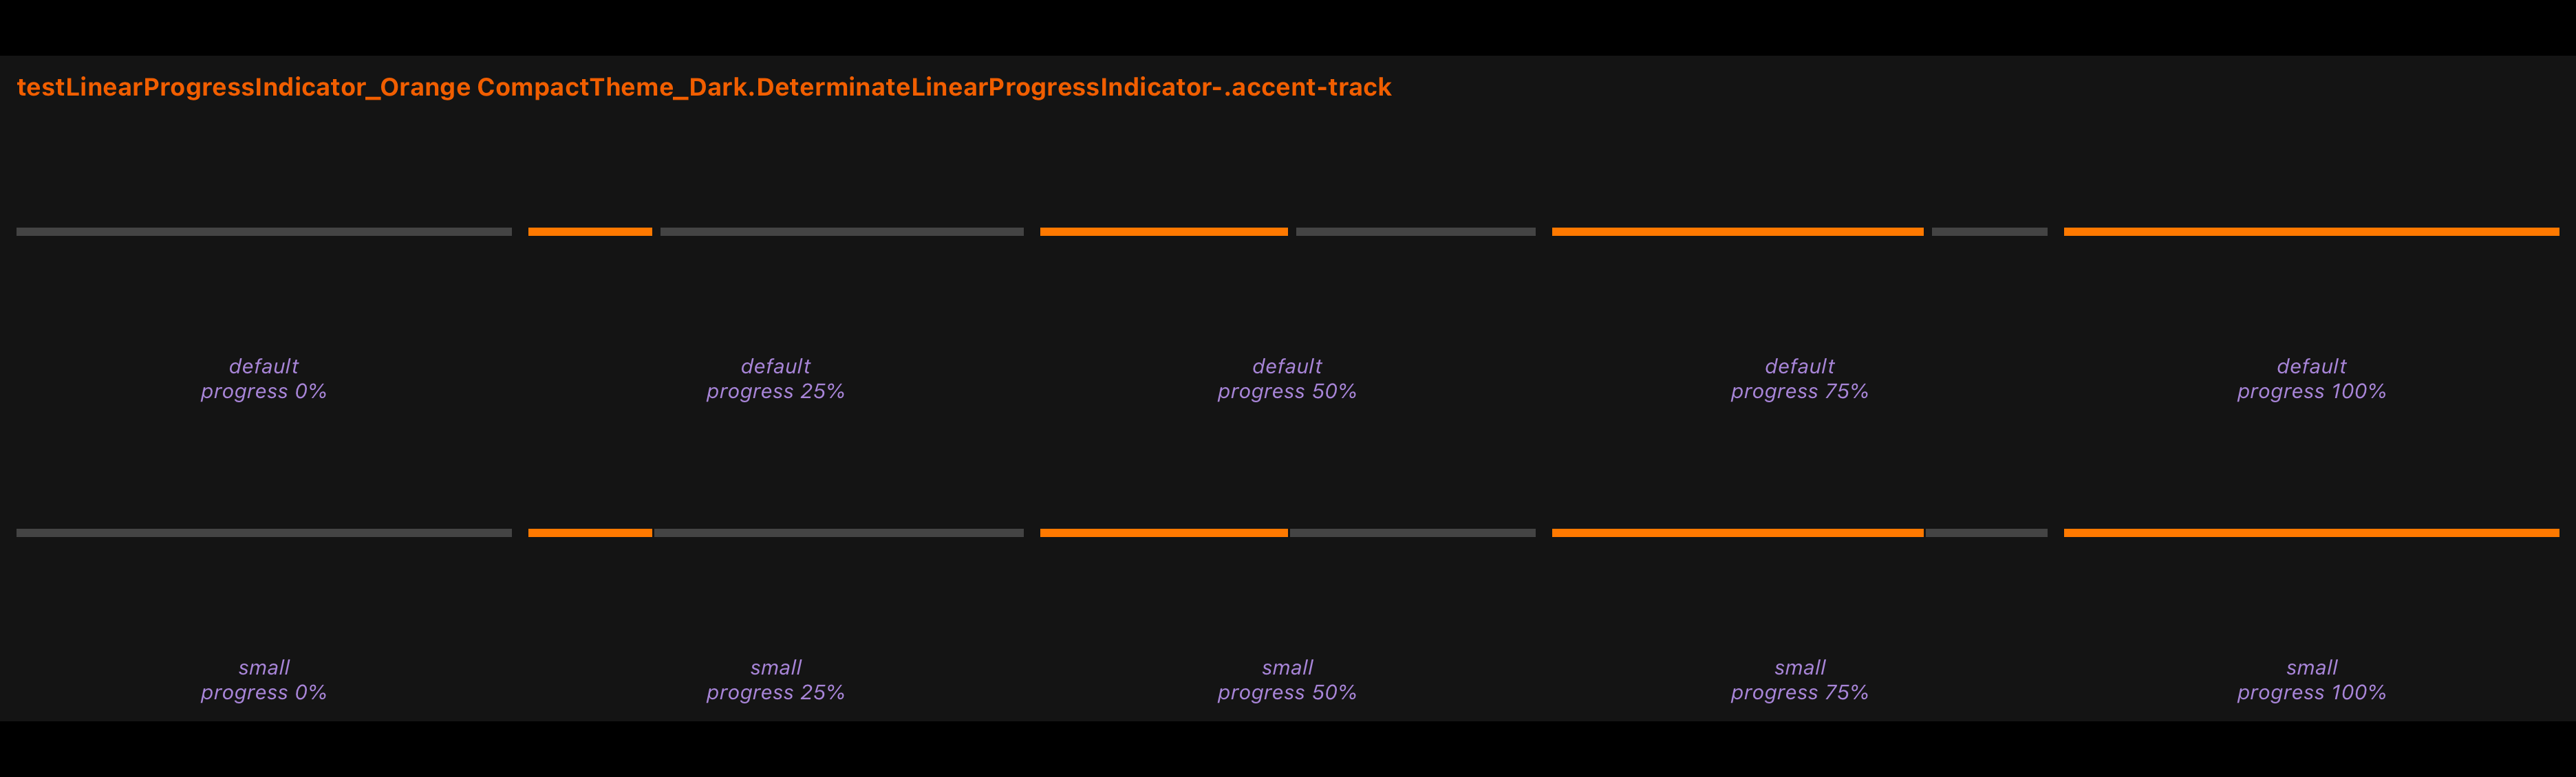 testLinearProgressIndicator_Orange CompactTheme_Dark.DeterminateLinearProgressIndicator-.accent-track
default
progress 0%
default
progress 25%
default
progress 50%
default
progress 75%
default
progress 100%
small
progress 0%
small
progress 25%
small
progress 50%
small
progress 75%
small
progress 100%